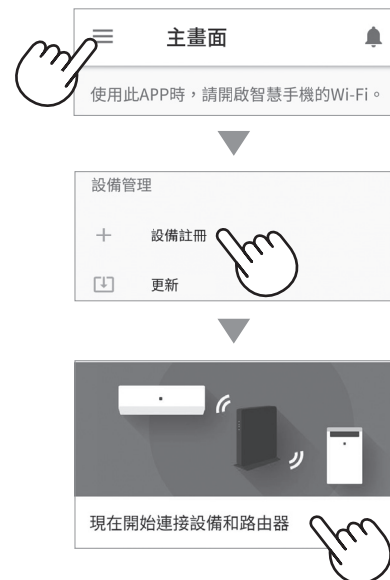 主畫面
使用此APP時，請開啟智慧手機的Wi-Fi。
設備管理
設備註冊
更新
現在開始連接設備和路由器